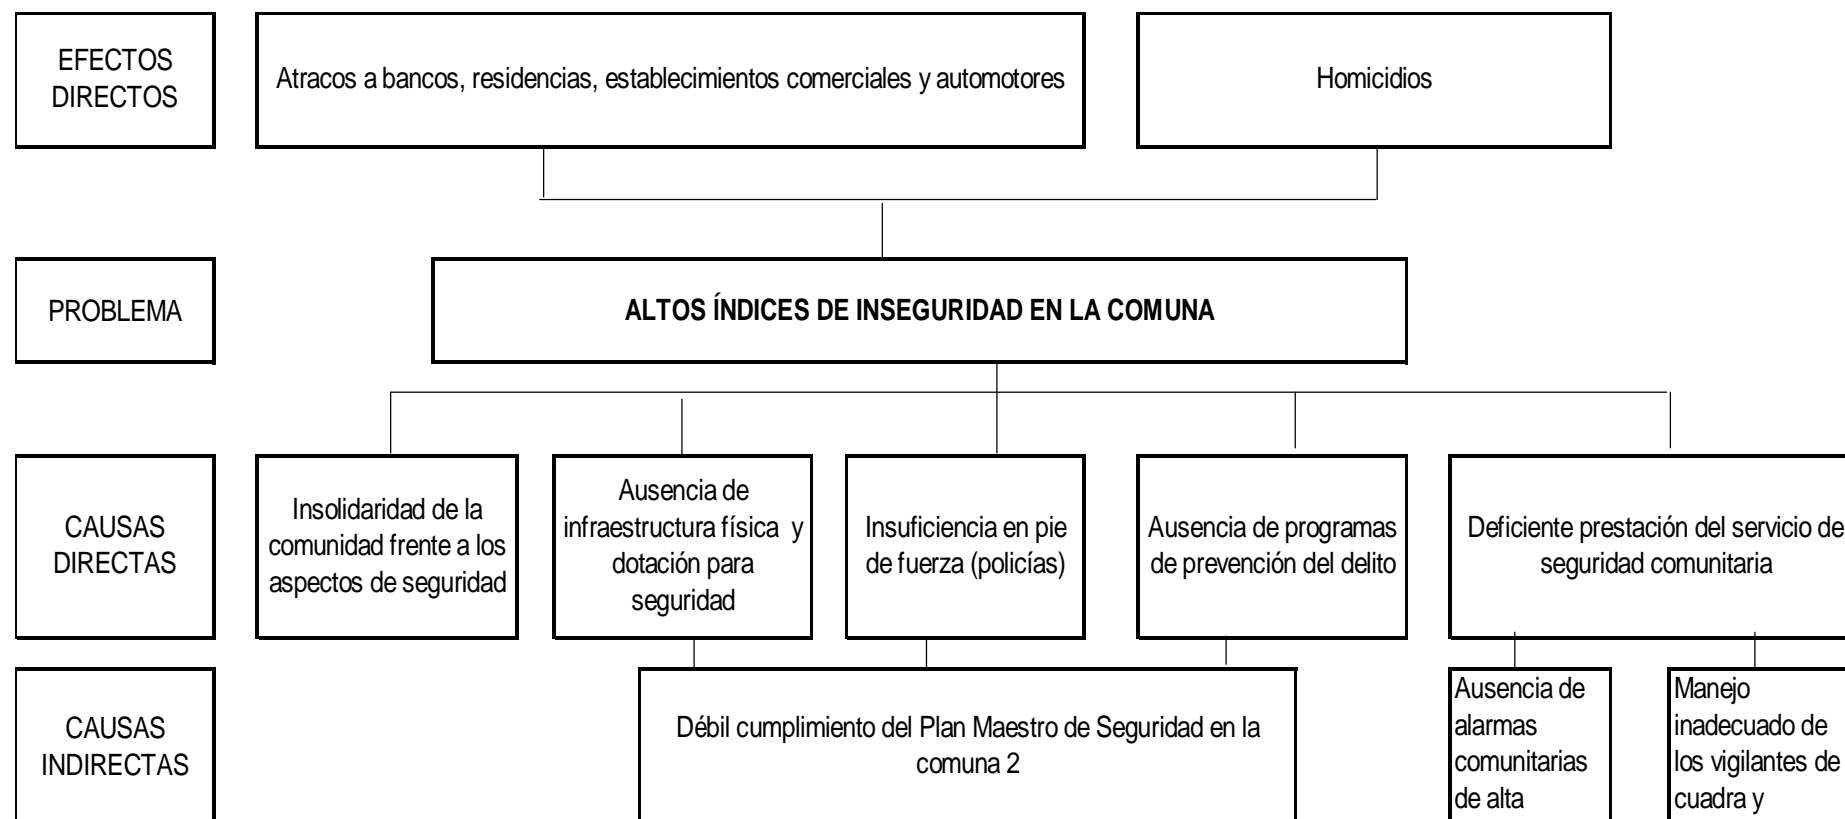 EFECTOS
DIRECTOS
Atracos a bancos, residencias, establecimientos comerciales y automotores
Homicidios
PROBLEMA
ALTOS ÍNDICES DE INSEGURIDAD EN LA COMUNA
CAUSAS
DIRECTAS
Insolidaridad de la
comunidad frente a los
aspectos de seguridad
Ausencia de
infraestructura física y
dotación para
seguridad
Insuficiencia en pie
de fuerza (policías)
Ausencia de programas
de prevención del delito
Deficiente prestación del servicio de
seguridad comunitaria
CAUSAS
INDIRECTAS
Débil cumplimiento del Plan Maestro de Seguridad en la
comuna 2
Ausencia de
alarmas
comunitarias
de alta
Manejo
inadecuado de
los vigilantes de
cuadra y